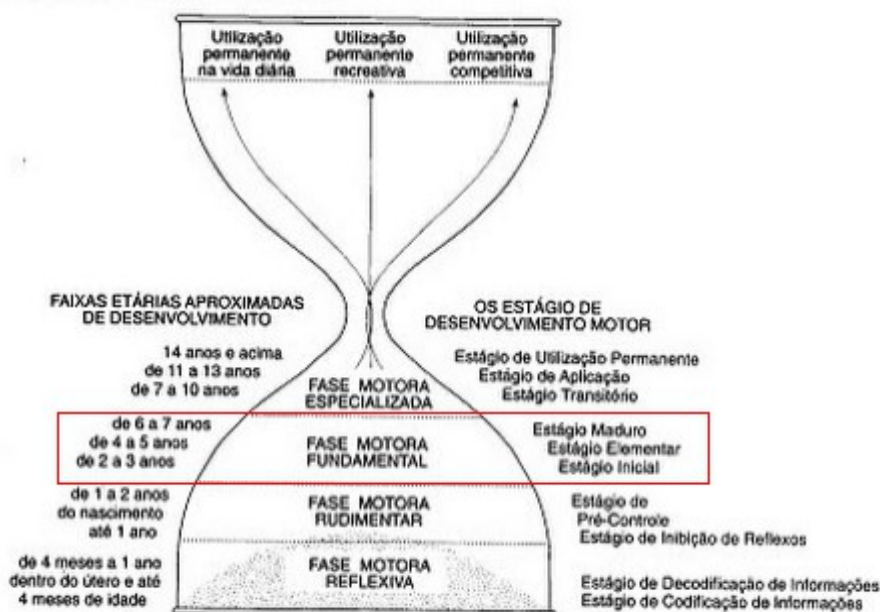 Utilização
permanente
na vida diária
Utilização
permanente
recreativa
Utilização
permanente
competitiva
FAIXAS ETÁRIAS APROXIMADAS
DE DESENVOLVIMENTO
OS ESTÁGIO DE
DESENVOLVIMENTO MOTOR
14 anos e acima
de 11 a 13 anos
de 7 a 10 anos
FASE MOTORA
ESPECIALIZADA
Estágio de Utilização Permanente
Estágio de Aplicação
Estágio Transitório
de 6 a 7 anos
de 4 a 5 anos
de 2 a 3 anos
FASE MOTORA
FUNDAMENTAL
Estágio Maduro
Estágio Elementar
Estágio Inicial
de 1 a 2 anos
do nascimento
até 1 ano
FASE MOTORA
RUDIMENTAR
Estágio de
Pré-Controle
Estágio de Inibição de Reflexos
de 4 meses a 1 ano
dentro do útero e até
4 meses de idade
FASE MOTORA
REFLEXIVA
Estágio de Decodificação de Informações
Estágio de Codificação de Informações